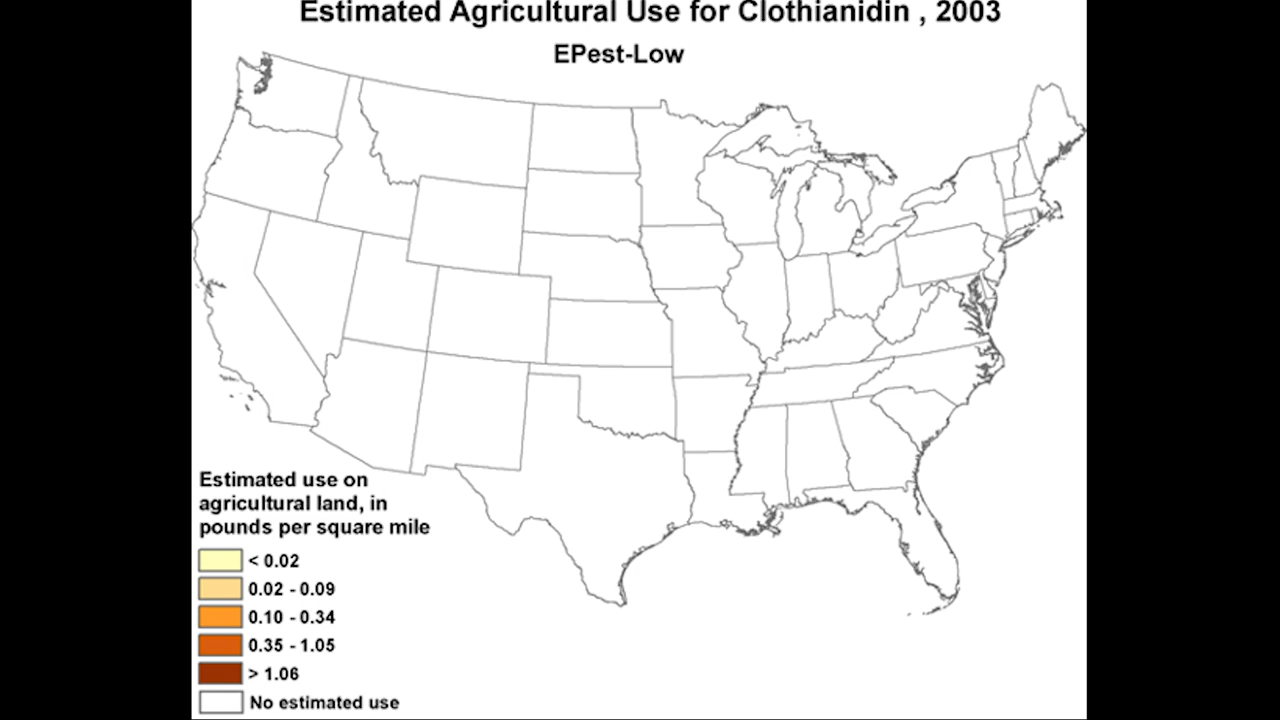 Estimated Agricultural Use for Clothianidin , 2003
EPest-Low
Estimated use on
agricultural land, in
pounds per square mile
< 0.02
0.02 - 0.09
0.10 - 0.34
0.35 - 1.05
> 1.06
No estimated use